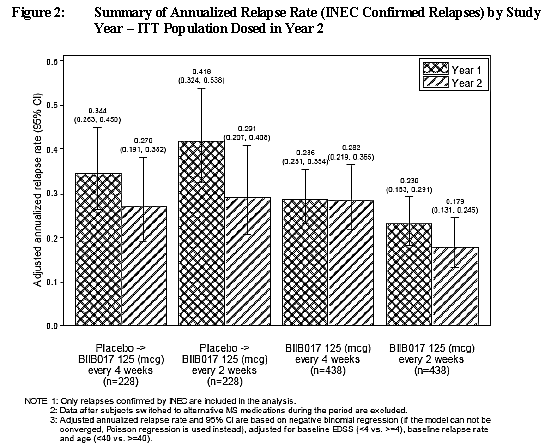 Figure 2: Summary of Annualized Relapse Rate (INEC Confirmed Relapses) by Study
Year – ITT Population Dosed in Year 2
Adjusted annualized relapse rate (95% CI)
0.6
0.5
0.4
0.3
0.2
0.1
0.0
Year 1
Year 2
0.344
(0.263, 0.450)
0.270
(0.191, 0.382)
0.418
(0.324, 0.538)
0.291
(0.207, 0.408)
0.286
(0.231, 0.354)
0.282
(0.219,
0.230
(0.183, 0.291)
0.179
(0.131, 0.245)
Placebo ->
BIIB017 125 (mcg)
every 4 weeks
(n=228)
Placebo ->
BIIB017 125 (mcg)
every 2 weeks
(n=228)
BIIB017 125 (mcg)
every 4 weeks
(n=438)
BIIB017 125 (mcg)
every 2 weeks
(n=438)
NOTE 1: Only relapses confirmed by INEC are included in the analysis.
2: Data after subjects switched to alternative MS medications during the period are excluded.
3: Adjusted annualized relapse rate and 95% CI are based on negative binomial regression (if the model can not be
converged, Poisson regression is used instead), adjusted for baseline EDSS (<4 vs. >=4), baseline relapse rate
and age (<40 vs. >=40).